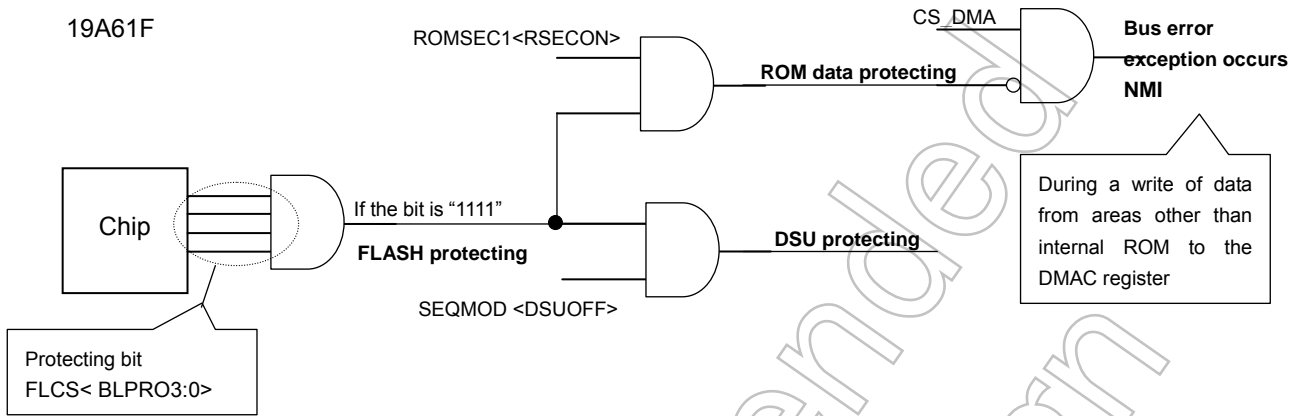 19A61F
ROMSEC1<RSECON>
CS_DMA
Bus error
exception occurs
NMI
ROM data protecting
Chip
If the bit is "1111"
FLASH protecting
DSU protecting
SEQMOD <DSUOFF>
During a write of data
from areas other than
internal ROM to the
DMAC register
Protecting bit
FLCS< BLPRO3:0>